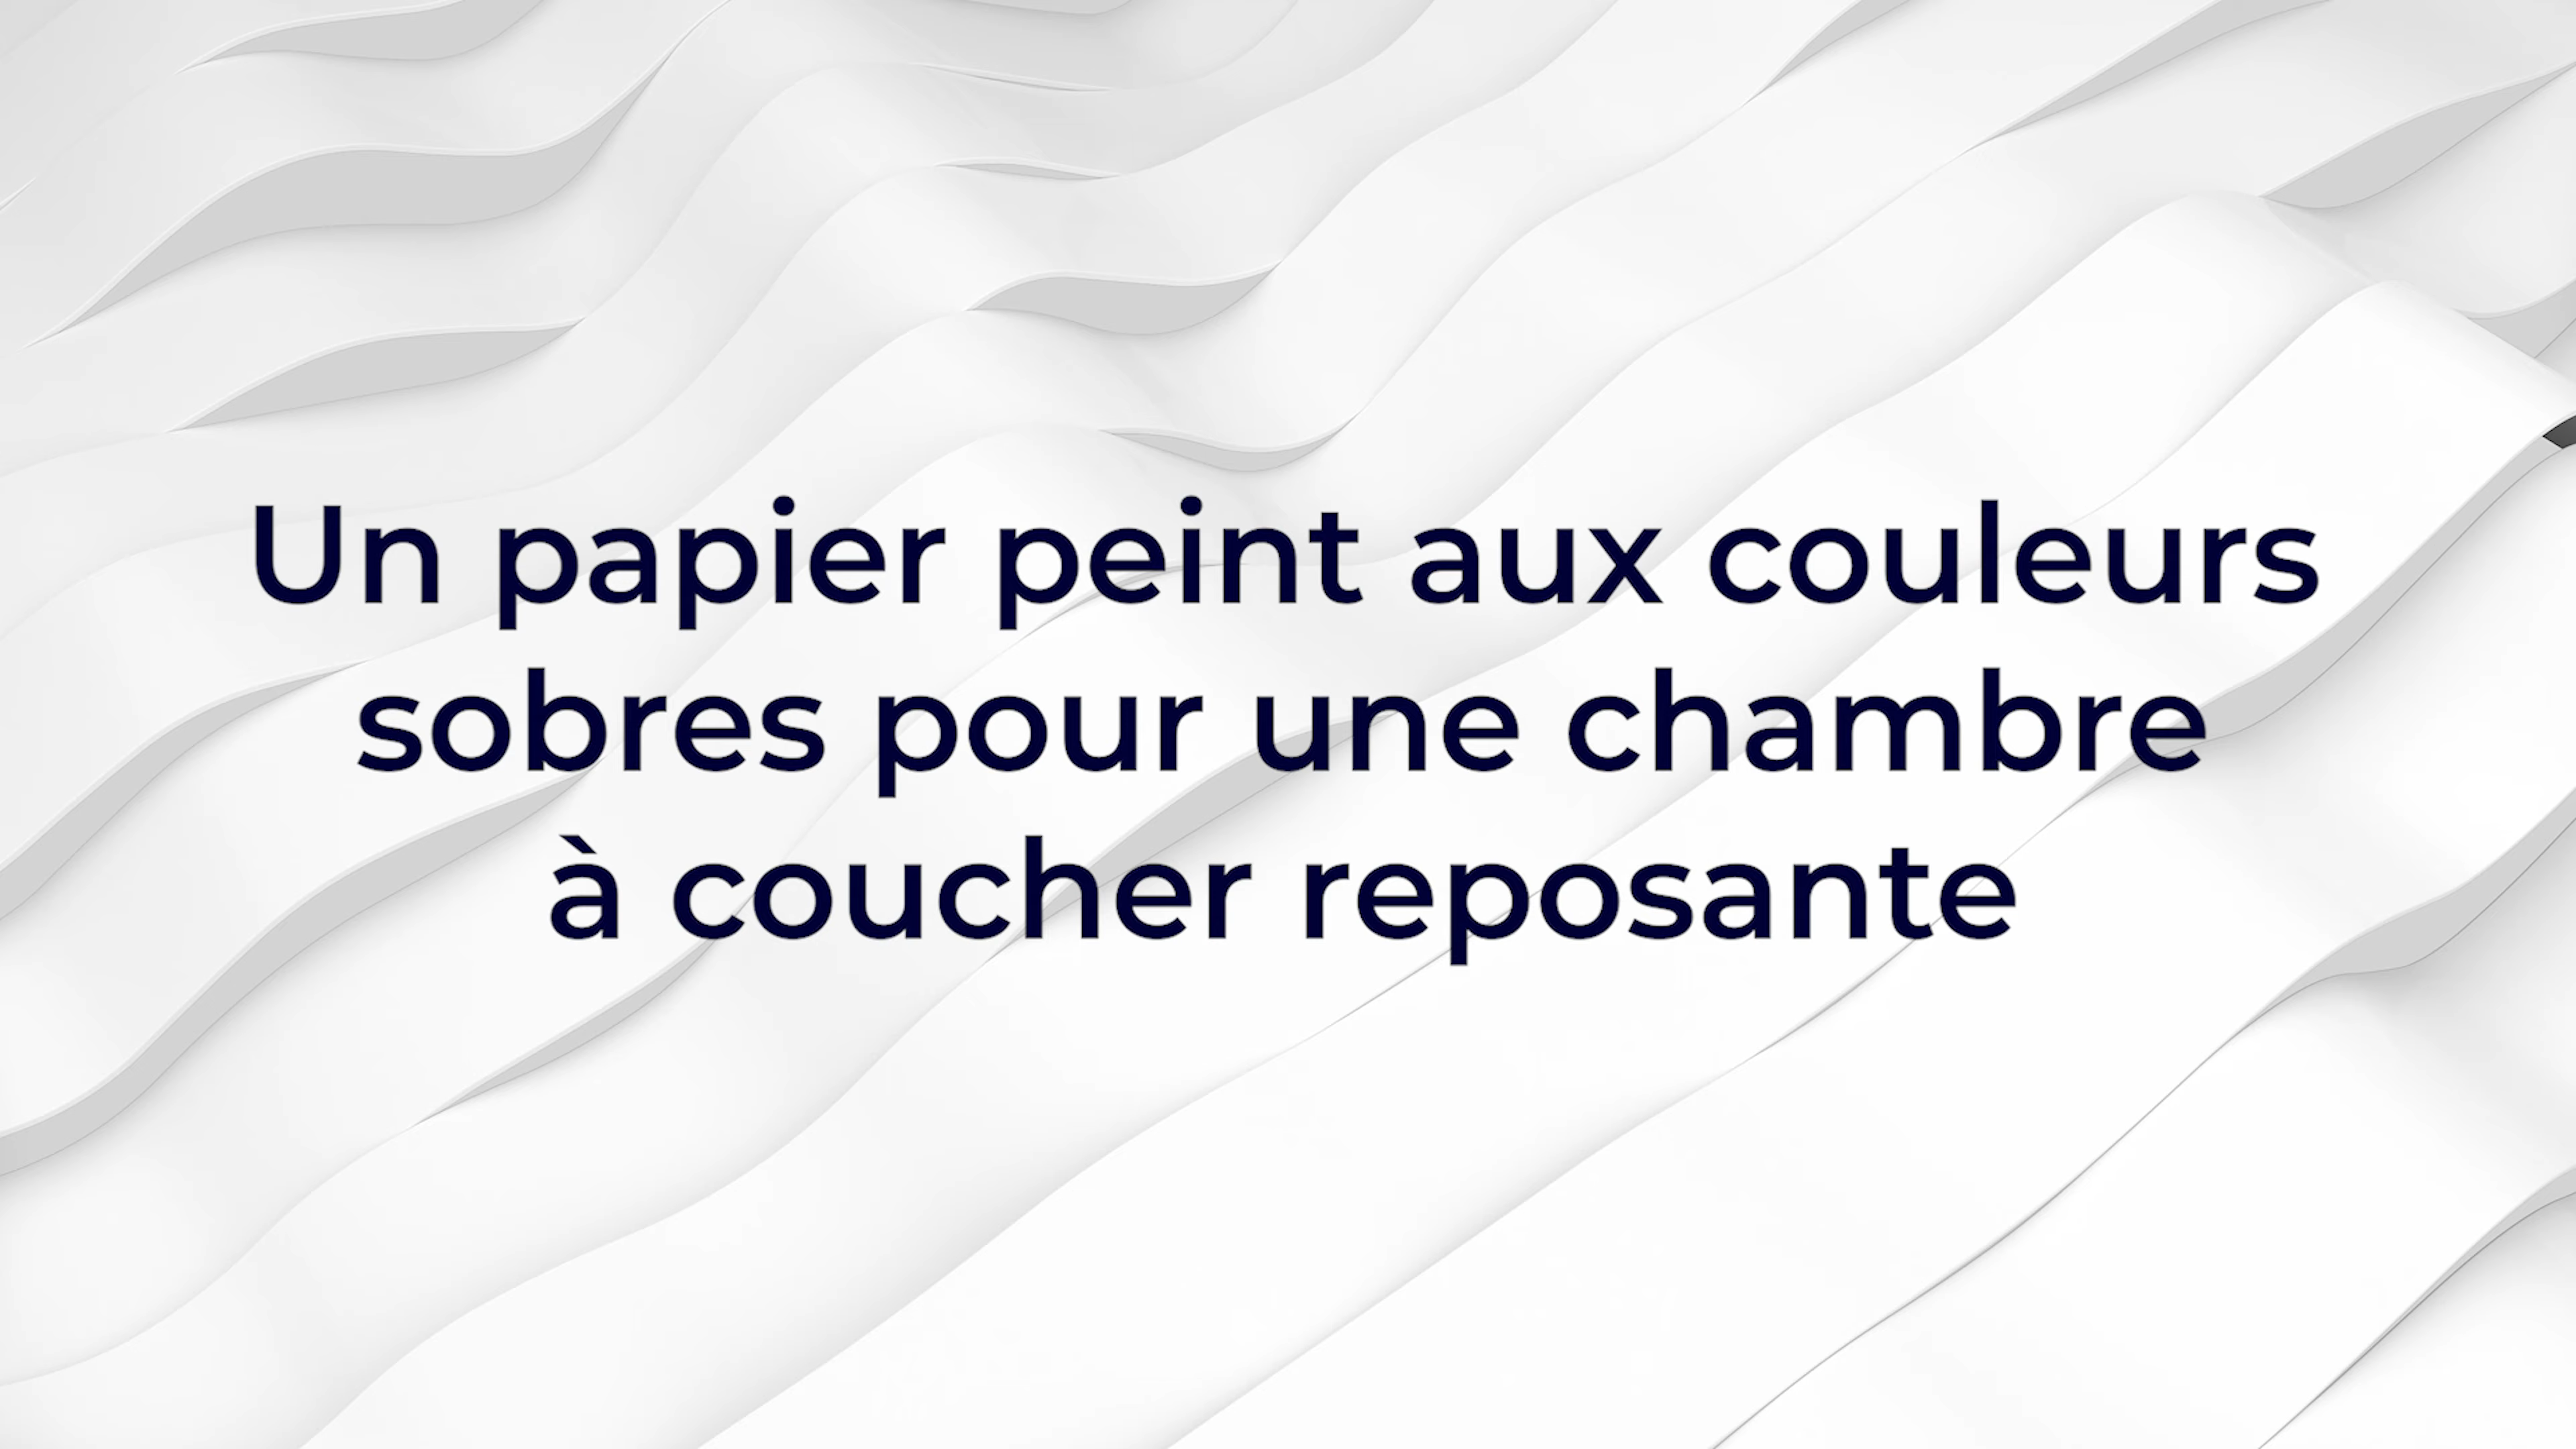 Un papier peint aux couleurs
sobres pour une chambre
à coucher reposante